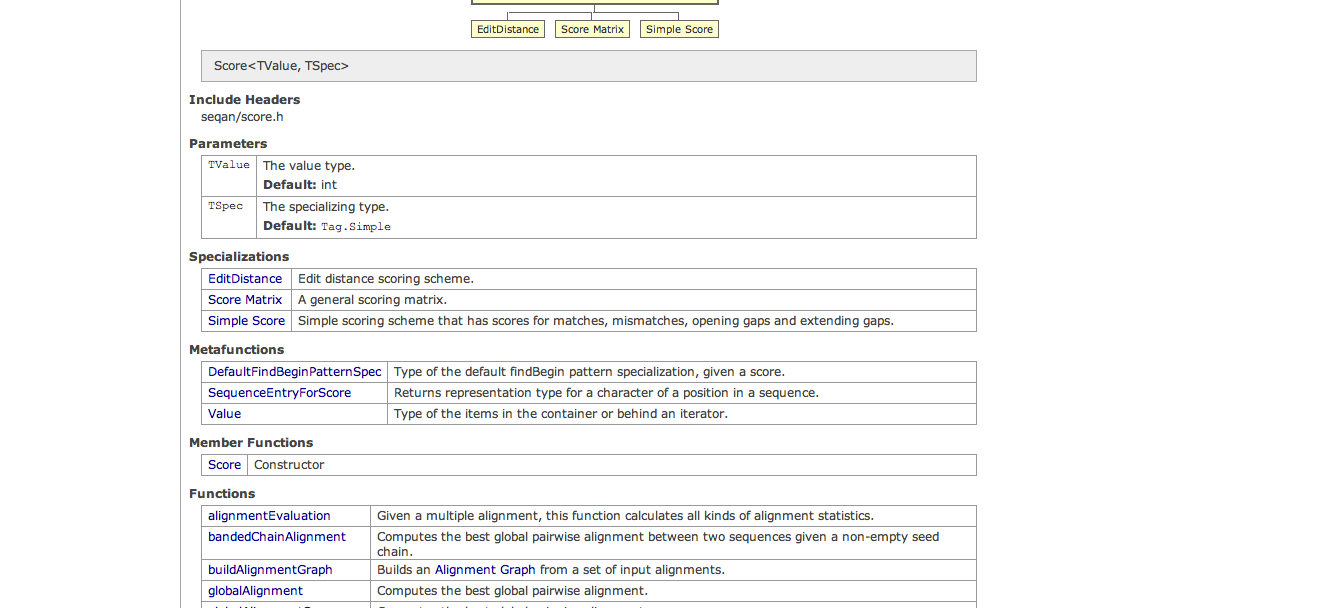 EditDistance Score Matrix Simple Score
Score<TValue, TSpec>
Include Headers
seqan/score.h
Parameters
TValue The value type.
Default: int
TSpec The specializing type.
Default: Tag.Simple
Specializations
EditDistance Edit distance scoring scheme.
Score Matrix A general scoring matrix.
Simple Score Simple scoring scheme that has scores for matches, mismatches, opening gaps and extending gaps.
Metafunctions
DefaultFindBeginPatternSpec Type of the default findBegin pattern specialization, given a score.
SequenceEntryForScore Returns representation type for a character of a position in a sequence.
Value Type of the items in the container or behind an iterator.
Member Functions
Score Constructor
Functions
alignmentEvaluation Given a multiple alignment, this function calculates all kinds of alignment statistics.
bandedChainAlignment Computes the best global pairwise alignment between two sequences given a non-empty seed
chain.
buildAlignmentGraph Builds an Alignment Graph from a set of input alignments.
globalAlignment Computes the best global pairwise alignment.